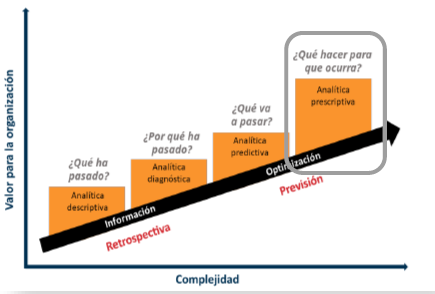 ¿Qué hacer para
que ocurra?
Analítica
prescriptiva
¿Qué va
a pasar?
Analítica
predictiva
¿Por qué ha
pasado?
Analítica
diagnóstica
¿Qué ha
pasado?
Analítica
descriptiva
Información
Optimización
Retrospectiva
Previsión
Valor para la organización
Complejidad